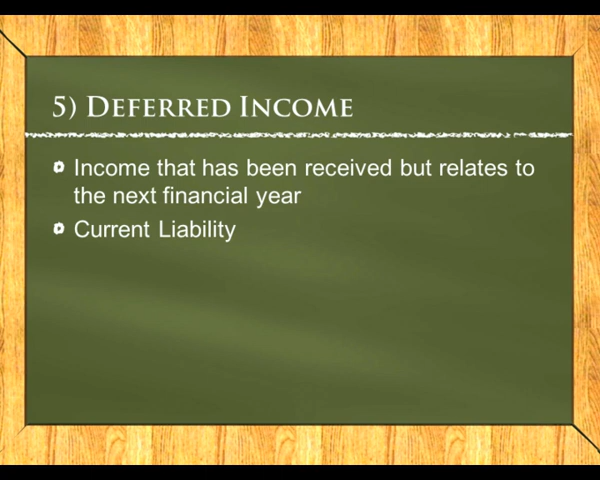 5) Deferred Income
Income that has been received but relates to
the next financial year
Current Liability